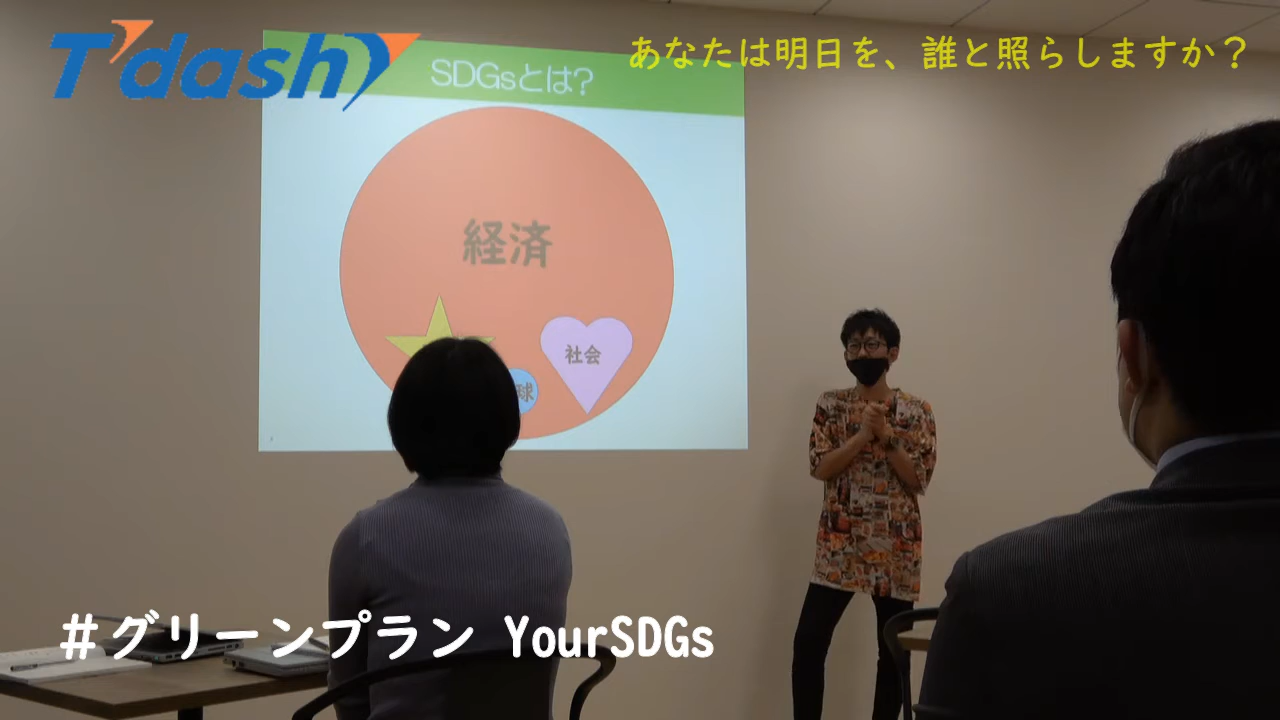 T'dash
あなたは明日を、誰と照らしますか？
SDGsとは?
経済
社会
球
＃グリーンプラン YourSDGs